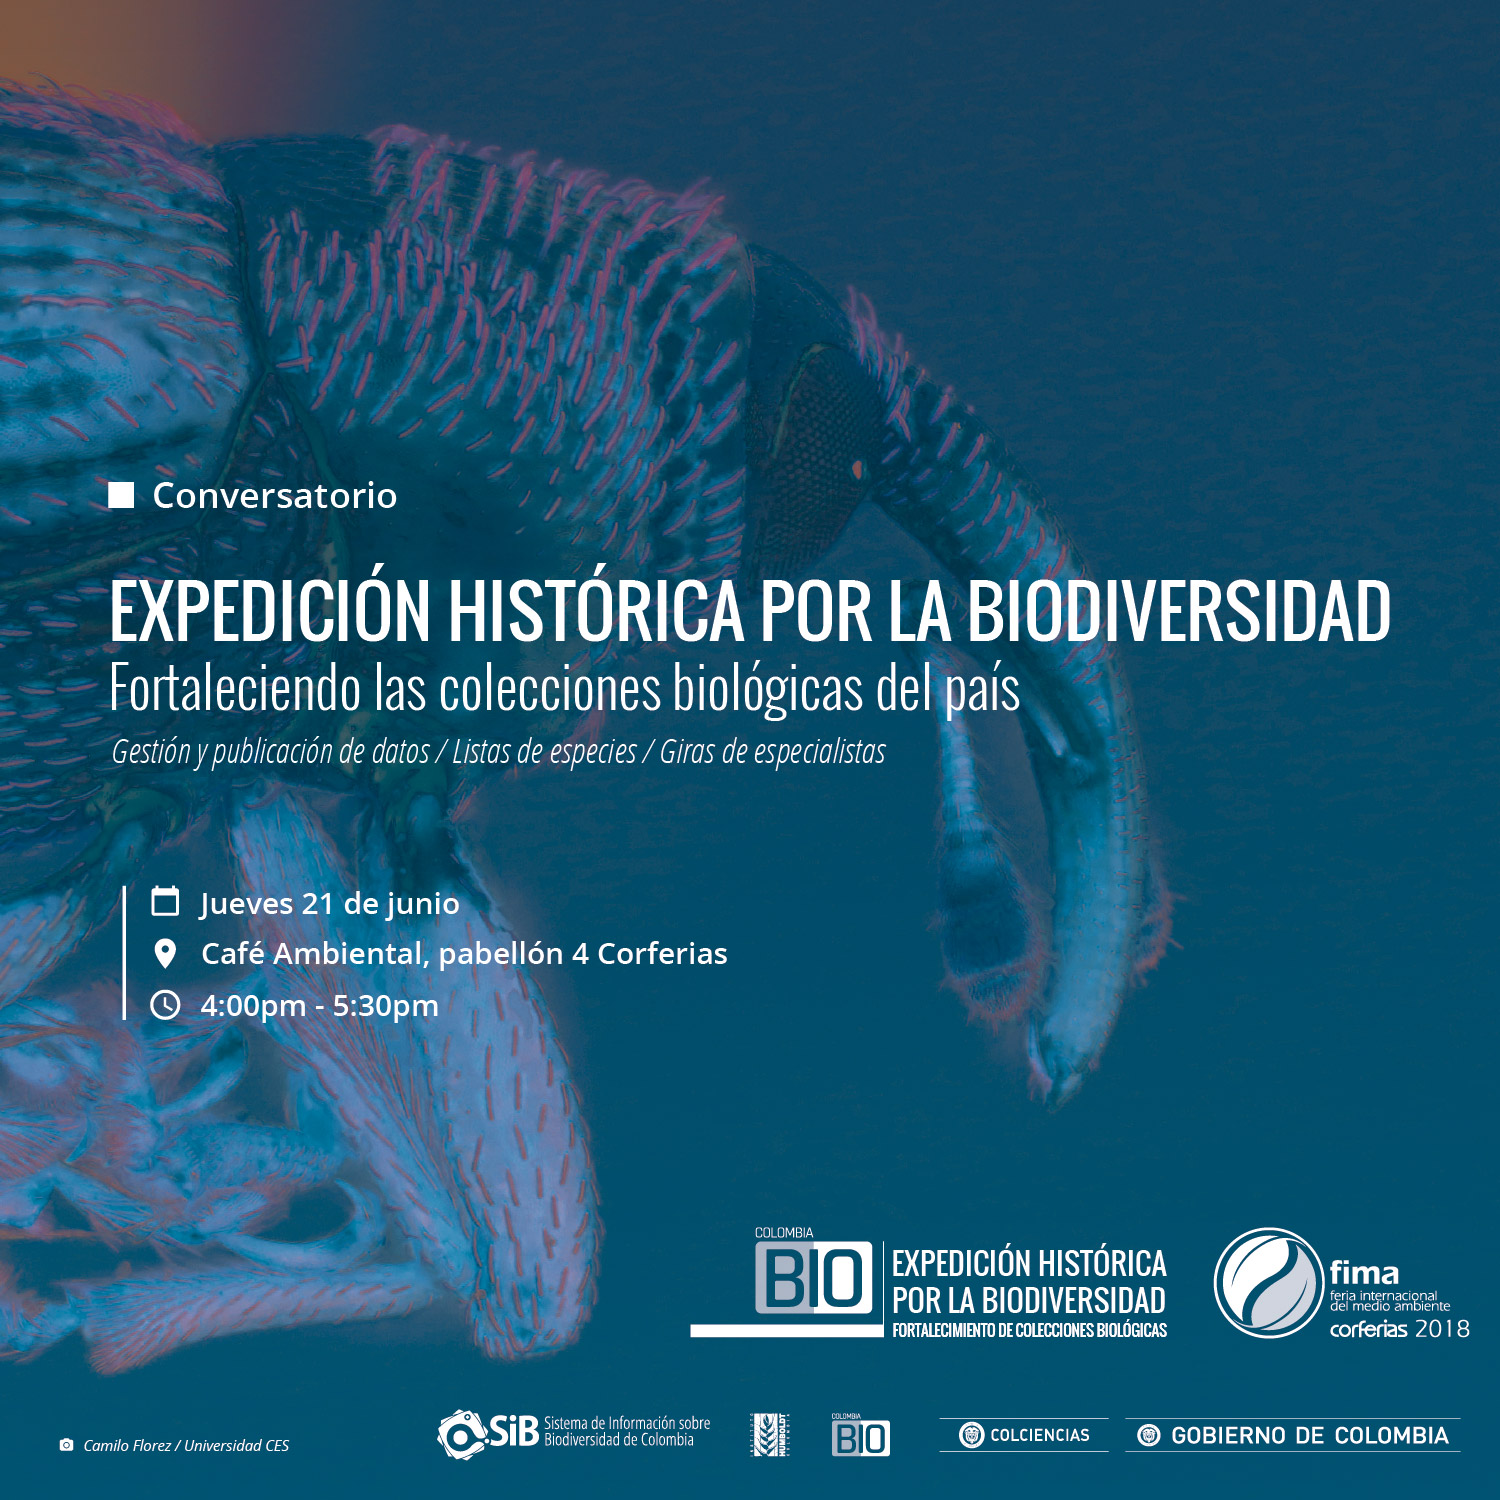 Conversatorio
EXPEDICIÓN HISTÓRICA POR LA BIODIVERSIDAD
Fortaleciendo las colecciones biológicas del país
Gestión y publicación de datos / Listas de especies / Giras de especialistas
Jueves 21 de junio
Café Ambiental, pabellón 4 Corferias
4:00pm - 5:30pm
COLOMBIA
BIO
EXPEDICIÓN HISTÓRICA
POR LA BIODIVERSIDAD
FORTALECIMIENTO DE COLECCIONES BIOLÓGICAS
fima
feria internacional
del medio ambiente
corferias 2018
Camilo Florez / Universidad CES
SiB
Sistema de Información sobre
Biodiversidad de Colombia
INSTITUTO
HUMBOLDT
COLOMBIA
BIO
COLCIENCIAS
GOBIERNO DE COLOMBIA